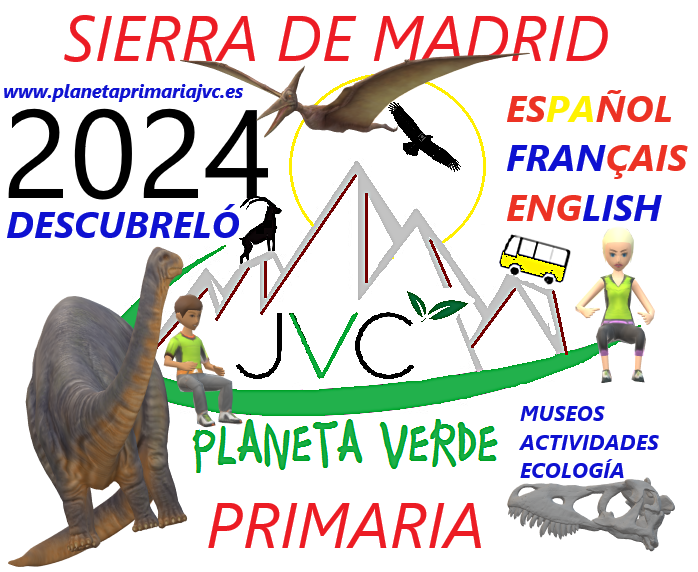 SIERRA DE MADRID
www.planetaprimariajvc.es
2024
DESCUBRELÓ
ESPAÑOL
FRANÇAIS
ENGLISH
JVC
PLANETA VERDE
MUSEOS
ACTIVIDADES
ECOLOGÍA
PRIMARIA